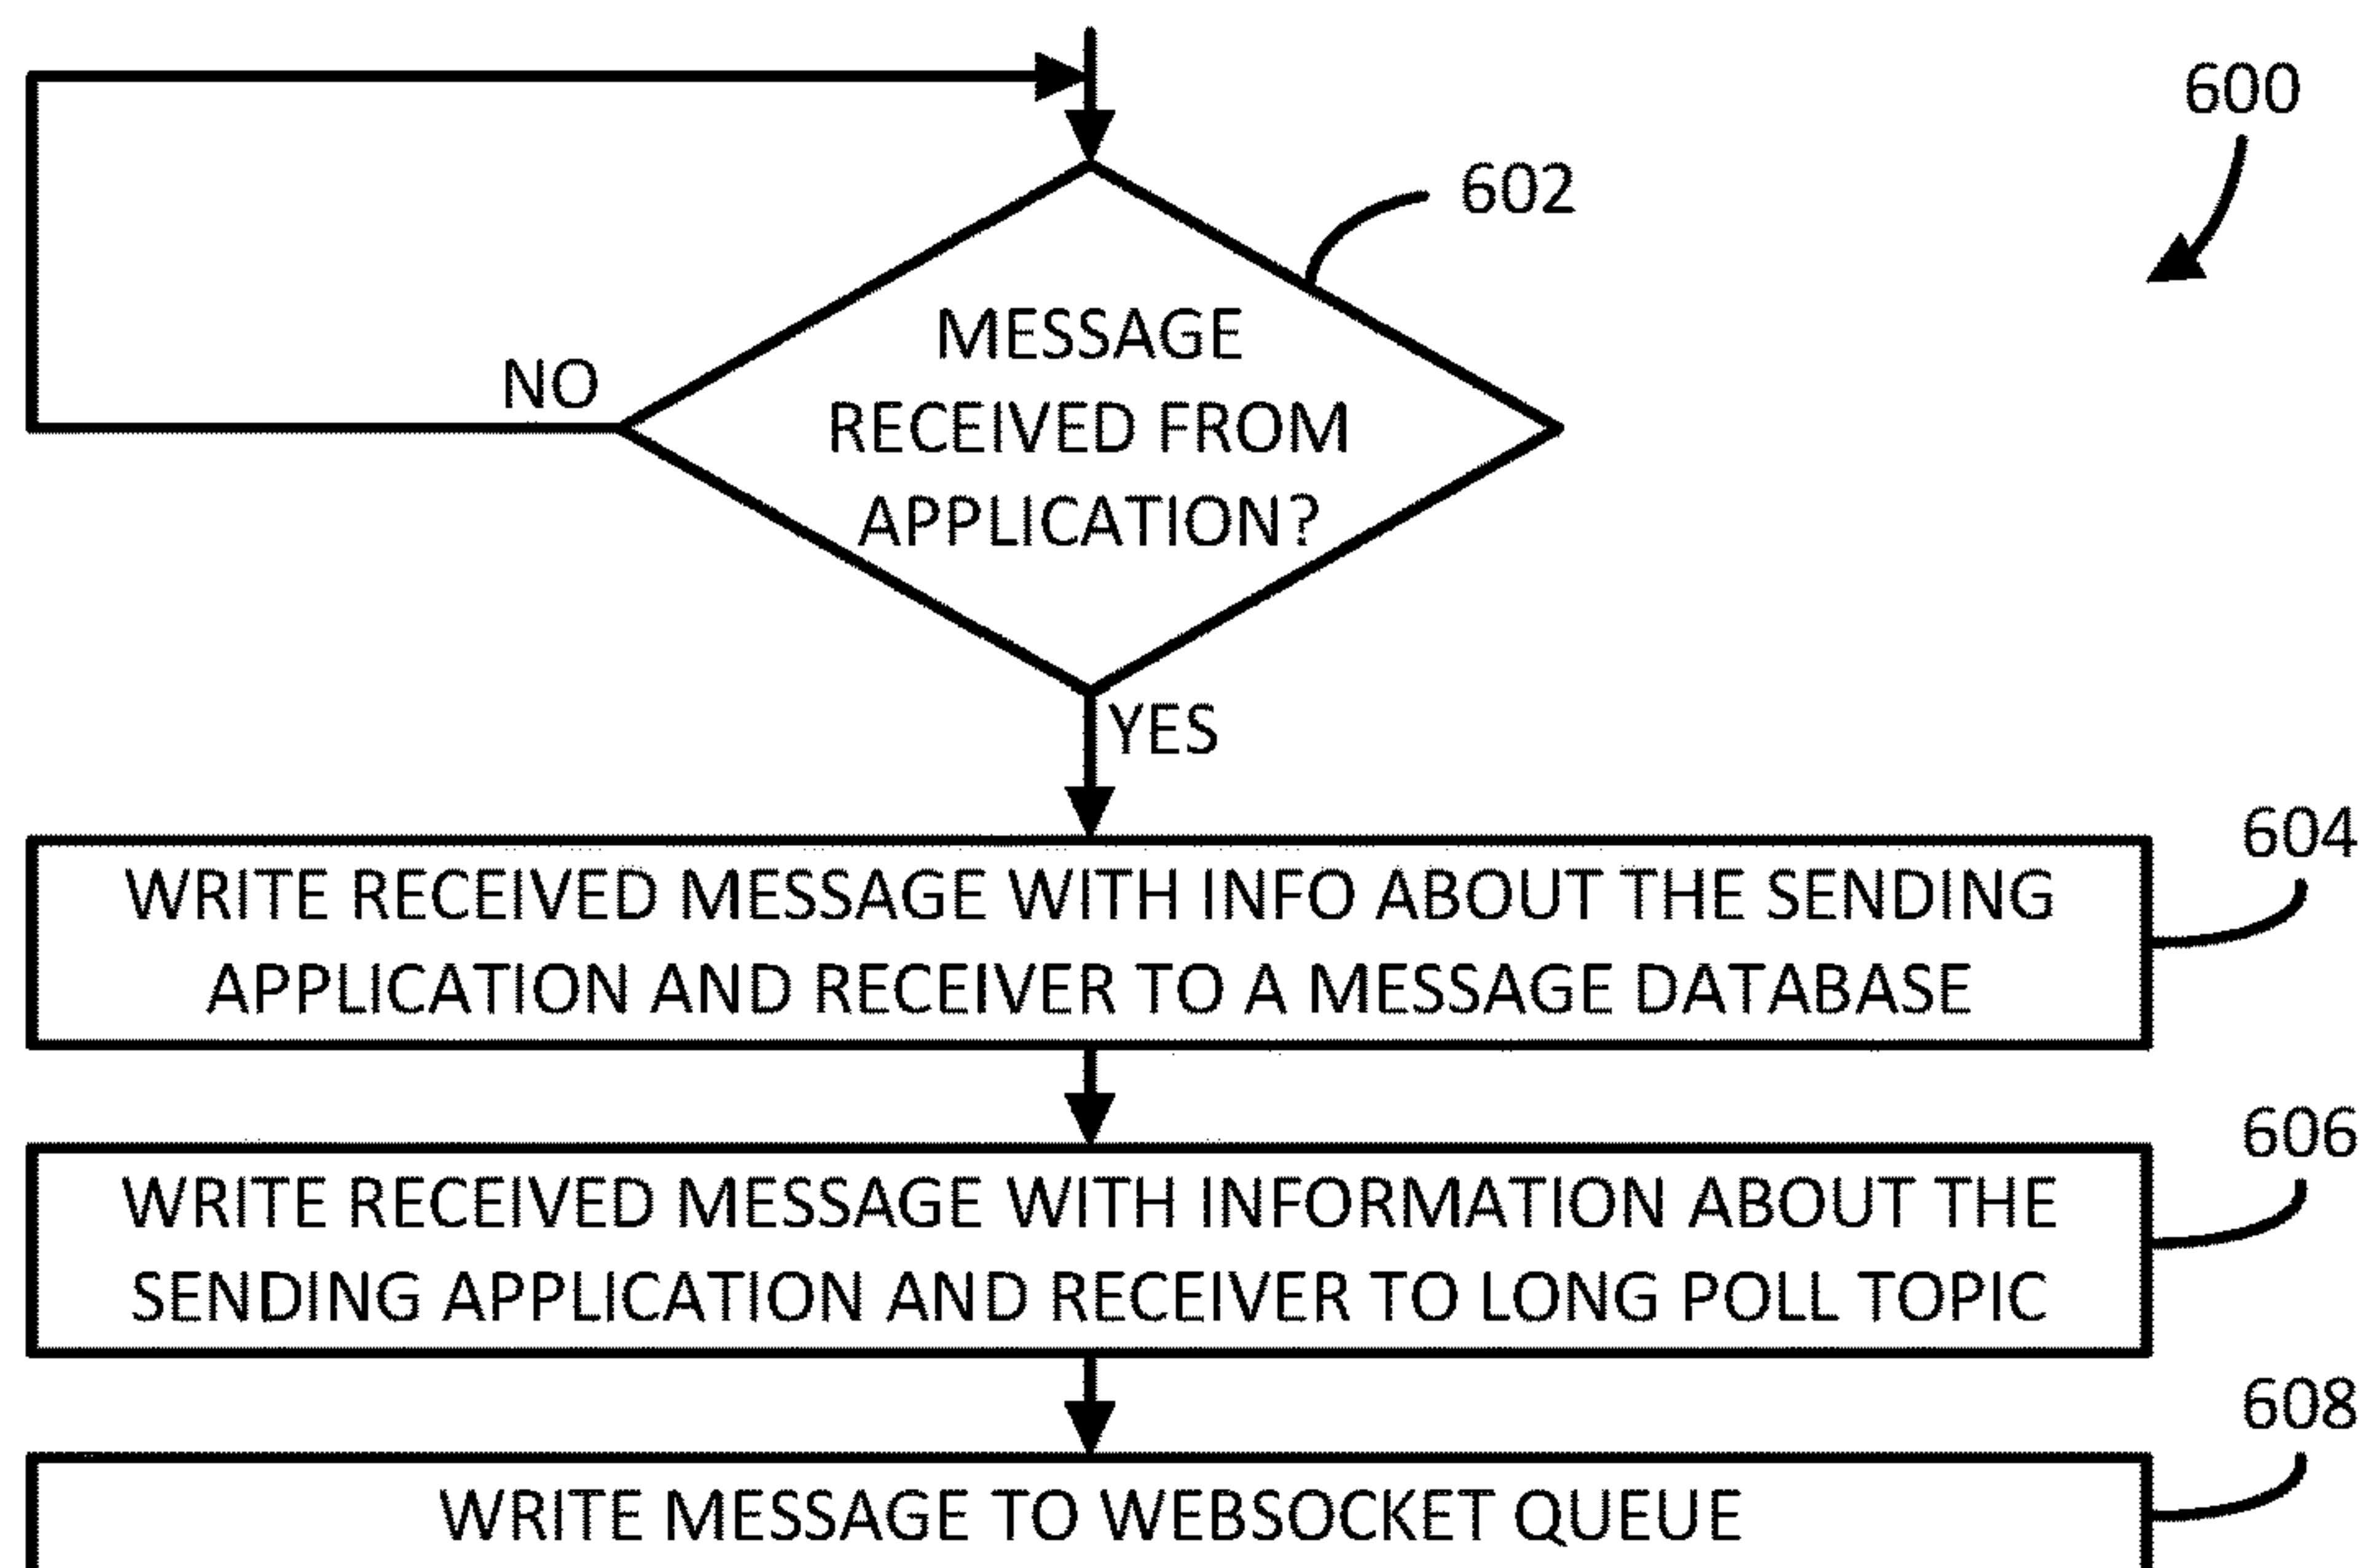 600
602
MESSAGE
RECEIVED FROM
APPLICATION?
NO
YES
604
WRITE RECEIVED MESSAGE WITH INFO ABOUT THE SENDING
APPLICATION AND RECEIVER TO A MESSAGE DATABASE
606
WRITE RECEIVED MESSAGE WITH INFORMATION ABOUT THE
SENDING APPLICATION AND RECEIVER TO LONG POLL TOPIC
608
WRITE MESSAGE TO WEBSOCKET QUEUE